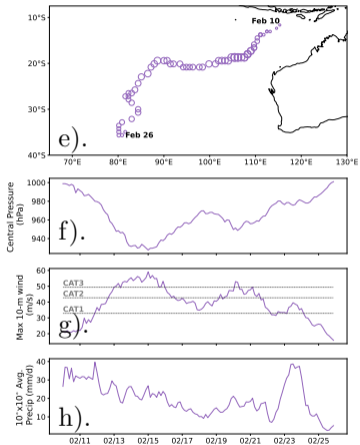 10°S
Feb 10
20°S
30°S
Feb 26
e).
40°S
70°E 80°E 90°E 100°E 110°E 120°E 130°E
Central Pressure
(hPa)
1000
980
960
940
f).
Max 10-m wind
(m/s)
60
50
40
30
20
CAT3
CAT2
CAT1
g).
10°x10° Avg.
Precip (mm/d)
40
30
20
10
h).
02/11 02/13 02/15 02/17 02/19 02/21 02/23 02/25